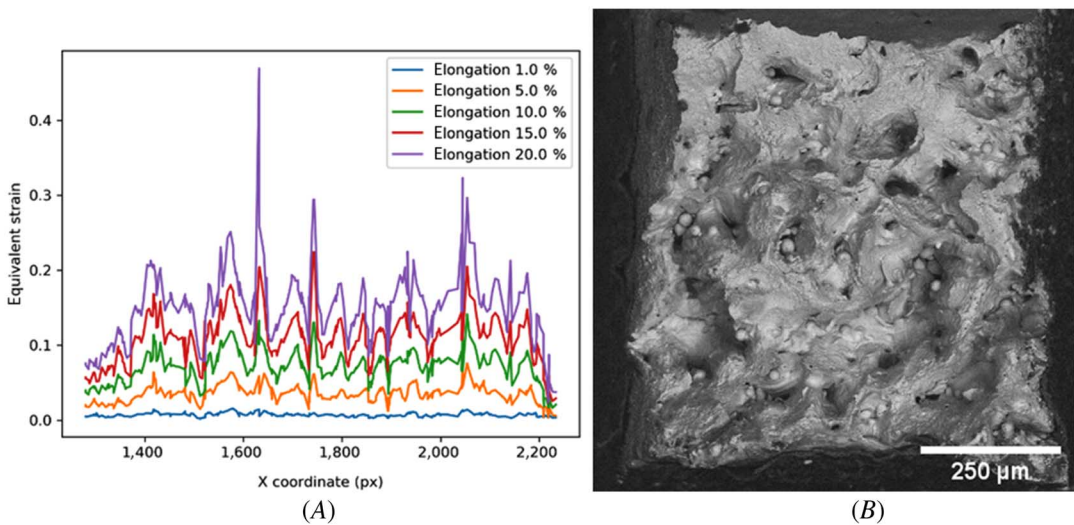 Elongation 1.0 %
Elongation 5.0 %
Elongation 10.0 %
Elongation 15.0 %
Elongation 20.0 %
Equivalent strain
0.4
0.3
0.2
0.1
0.0
1,400 1,600 1,800 2,000 2,200
X coordinate (px)
250 µm
(A) (B)